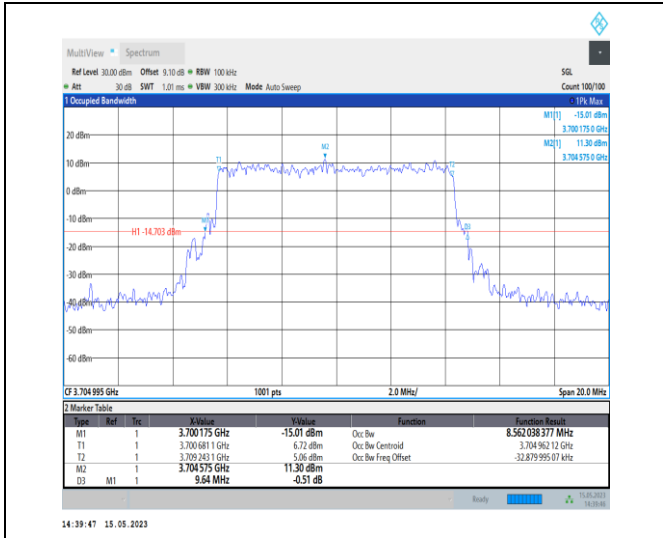 MultiView Spectrum
Ref Level 30.00 dBm Offset 9.10 dB RBW 100 kHz SGL
Att 30 dB SWT 1.01 ms VBW 300 kHz Mode Auto Sweep Count 100/100
1 Occupied Bandwidth 1Pk Max
M1[1] -15.01 dBm
3.700 175 0 GHz
M2[1] 11.30 dBm
3.704 575 0 GHz
20 dBm
M2
T1
T2
10 dBm
0 dBm
-10 dBm
M1
D3
H1 -14.703 dBm
-20 dBm
-30 dBm
-40 dBm
-50 dBm
-60 dBm
CF 3.704 995 GHz 1001 pts 2.0 MHz/ Span 20.0 MHz
2 Marker Table
Type Ref Trc X-Value Y-Value Function Function Result
M1 1 3.700175 GHz -15.01 dBm Occ Bw 8.562 038 377 MHz
T1 1 3.700 681 1 GHz 6.72 dBm Occ Bw Centroid 3.704 962 12 GHz
T2 1 3.709 243 1 GHz 5.06 dBm Occ Bw Freq Offset -32.879 995 07 kHz
M2 1 3.704 575 GHz 11.30 dBm
D3 M1 1 9.64 MHz -0.51 dB
Ready 15.05.2023
14:39:48
14:39:47 15.05.2023